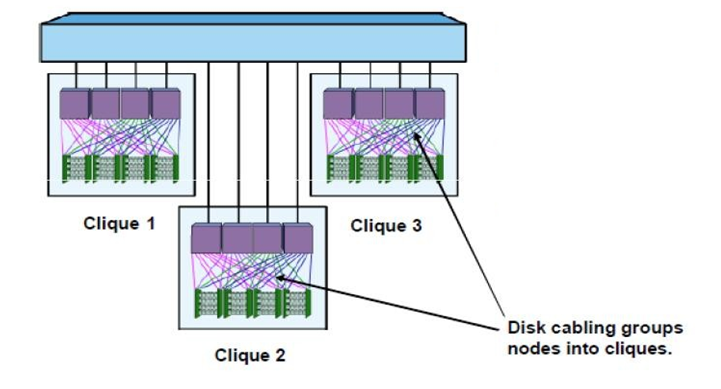 Clique 1
Clique 3
Clique 2
Disk cabling groups
nodes into cliques.